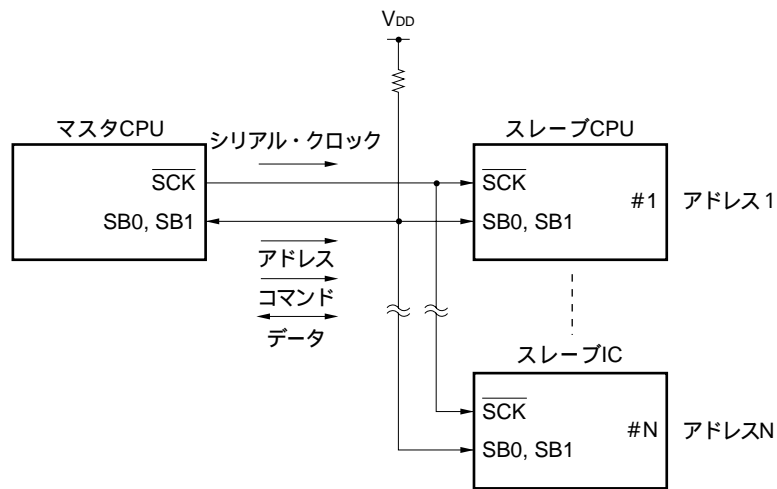 VDD
マスタCPU
シリアル・クロック
スレーブCPU
SCK
SCK
#1
アドレス1
SB0, SB1
SB0, SB1
アドレス
コマンド
データ
スレーブIC
SCK
#N
アドレスN
SB0, SB1